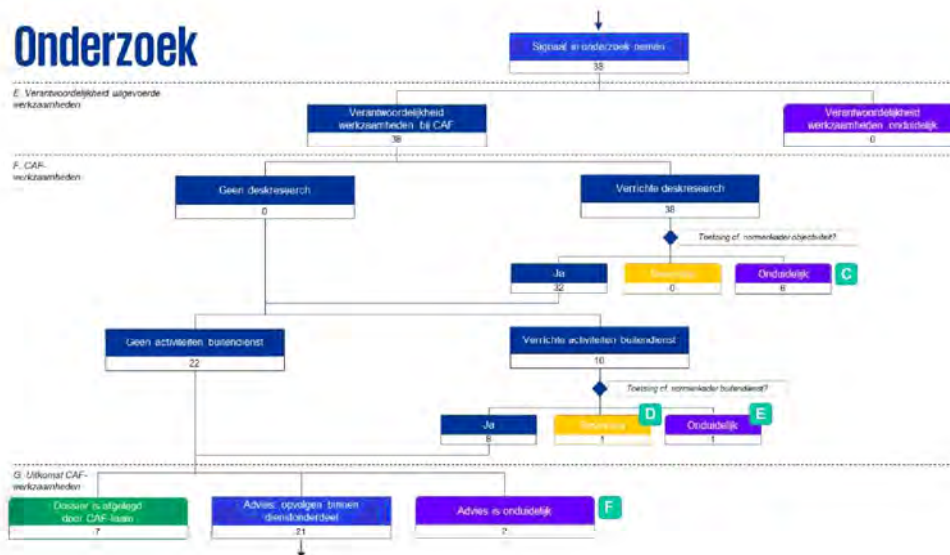 Onderzoek
Signaal in onderzoek nemen
38
E. Verantwoordelijkheid uitgevoerde
werkzaamheden
Verantwoordelijkheid
werkzaamheden bij CAF
38
Verantwoordelijkheid
werkzaamheden onduidelijk
0
F. CAF-
werkzaamheden
Geen deskresearch
0
Verrichte deskresearch
38
Toetsing cf. normenkader objectiviteit?
Ja
32
0
Onduidelijk
6
C
Geen activiteiten buitendienst
22
Verrichte activiteiten buitendienst
10
Toetsing cf. normenkader buitendienst?
Ja
8
D
1
E
Onduidelijk
1
G. Uitkomst CAF-
werkzaamheden
Dossier is afgelegd
door CAF-team
7
Advies: opvolgen binnen
dienstonderdeel
21
Advies is onduidelijk
2
F